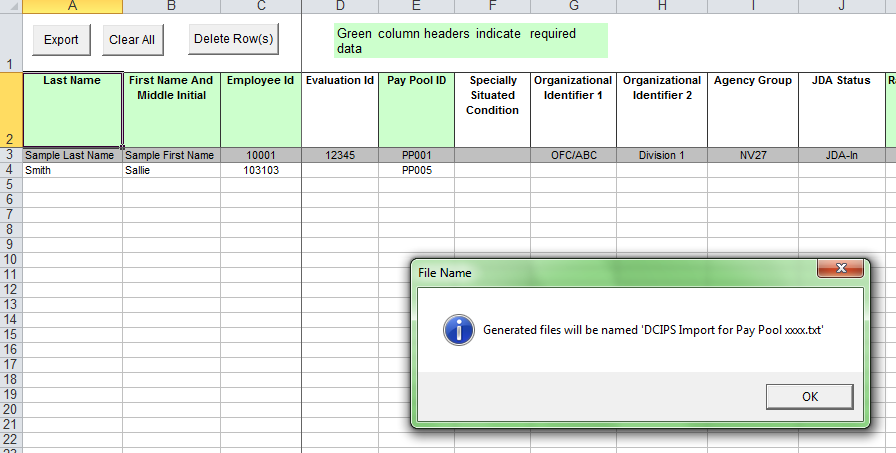 A B C D E F G H I J
Export Clear All Delete Row(s) Green column headers indicate required
data
1
Last Name First Name And Employee Id Evaluation Id Pay Pool ID Specially Organizational Organizational Agency Group JDA Status R
Middle Initial Situated Identifier 1 Identifier 2
Condition
2
3 Sample Last Name Sample First Name 10001 12345 PP001 OFC/ABC Division 1 NV27 JDA-In
4 Smith Sallie 103103 PP005
5
6
7
8
9
10
11 File Name
12
13
14
15 Generated files will be named 'DCIPS Import for Pay Pool xxxx.txt'
16
17
18
19 OK
20
21
22